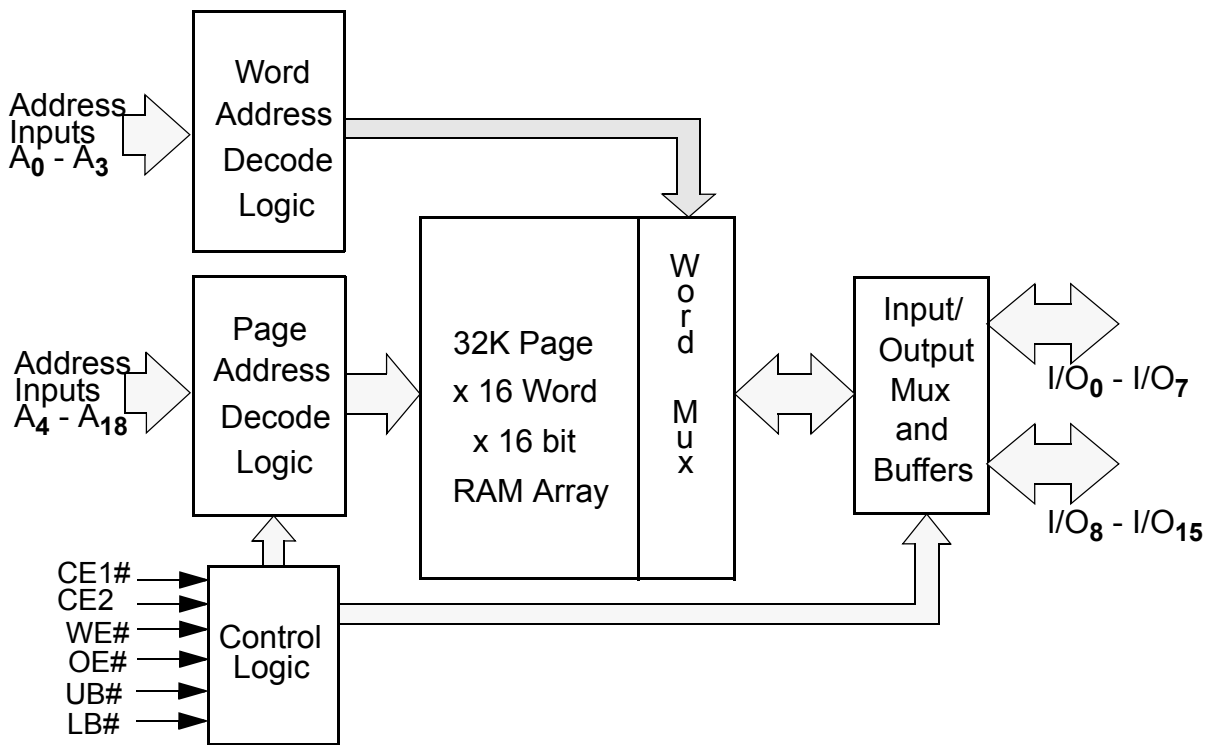 Word
Address
Decode
Logic
Address
Inputs
A0 - A3
Page
Address
Decode
Logic
Address
Inputs
A4 - A18
32K Page
x 16 Word
x 16 bit
RAM Array
Word Mux
Input/
Output
Mux
and
Buffers
I/O0 - I/O7
I/O8 - I/O15
CE1#
CE2
WE#
OE#
UB#
LB#
Control
Logic